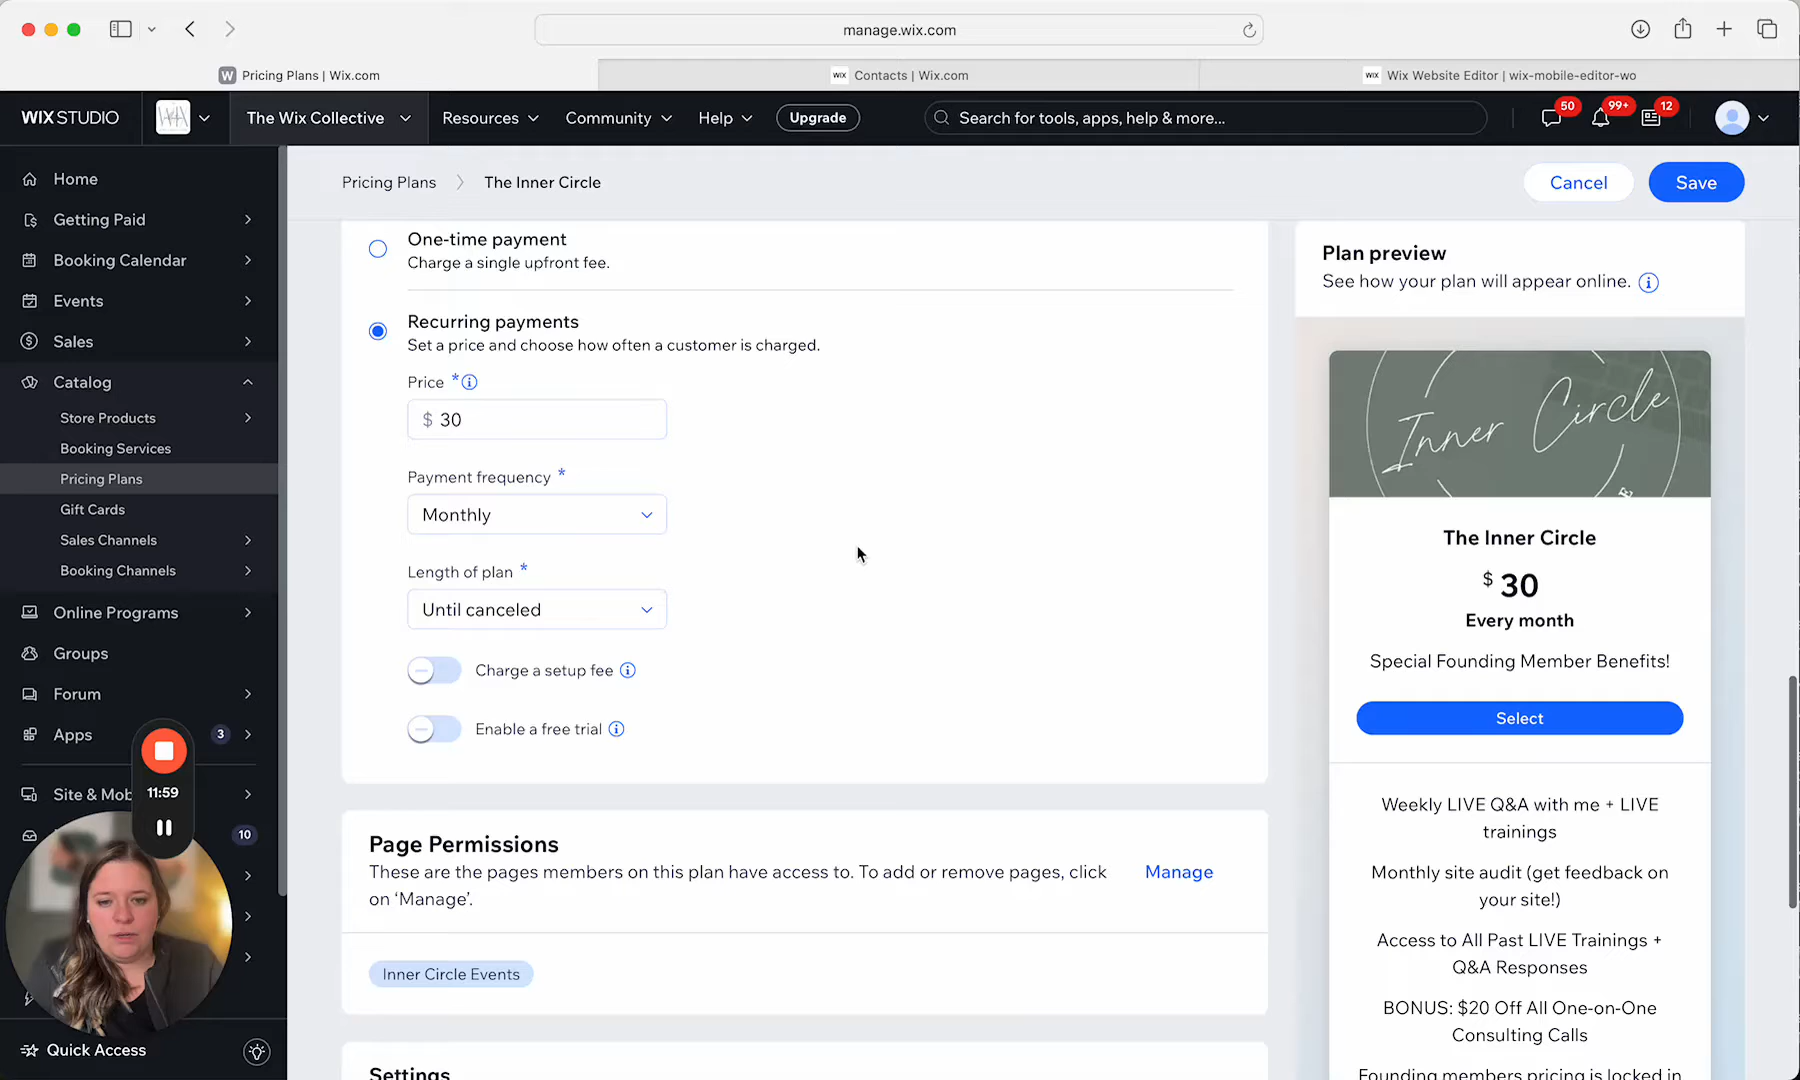 manage.wix.com
W Pricing Plans | Wix.com
WIX Contacts | Wix.com
WIX Wix Website Editor | wix-mobile-editor-wo
WIX STUDIO
The Wix Collective
Resources
Community
Help
Upgrade
Search for tools, apps, help & more...
50
99+
12
Home
Getting Paid
Booking Calendar
Events
Sales
Catalog
Store Products
Booking Services
Pricing Plans
Gift Cards
Sales Channels
Booking Channels
Online Programs
Groups
Forum
Apps
3
Site & Mob
11:59
10
Quick Access
Pricing Plans > The Inner Circle
Cancel
Save
One-time payment
Charge a single upfront fee.
Recurring payments
Set a price and choose how often a customer is charged.
Price *
$ 30
Payment frequency *
Monthly
Length of plan *
Until canceled
Charge a setup fee
Enable a free trial
Page Permissions
These are the pages members on this plan have access to. To add or remove pages, click
on ‘Manage’.
Manage
Inner Circle Events
Settings
Plan preview
See how your plan will appear online.
Inner Circle
E
The Inner Circle
$ 30
Every month
Special Founding Member Benefits!
Select
Weekly LIVE Q&A with me + LIVE
trainings
Monthly site audit (get feedback on
your site!)
Access to All Past LIVE Trainings +
Q&A Responses
BONUS: $20 Off All One-on-One
Consulting Calls
Founding members pricing is locked in